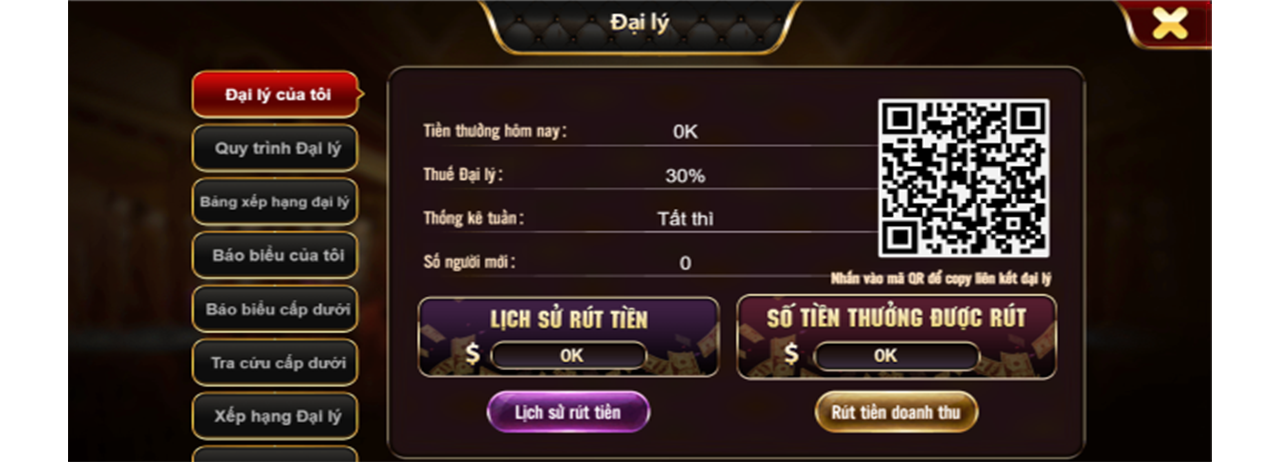 Đại lý
Đại lý của tôi
Quy trình Đại lý
Bảng xếp hạng đại lý
Báo biểu của tôi
Báo biểu cấp dưới
Tra cứu cấp dưới
Xếp hạng Đại lý
Tiền thưởng hôm nay: 0K
Thuế Đại lý: 30%
Thống kê tuần: Tất thì
Số người mới: 0
Nhấn vào mã QR để copy liên kết đại lý
LỊCH SỬ RÚT TIỀN
$ 0K
Lịch sử rút tiền
SỐ TIỀN THƯỞNG ĐƯỢC RÚT
$ 0K
Rút tiền doanh thu